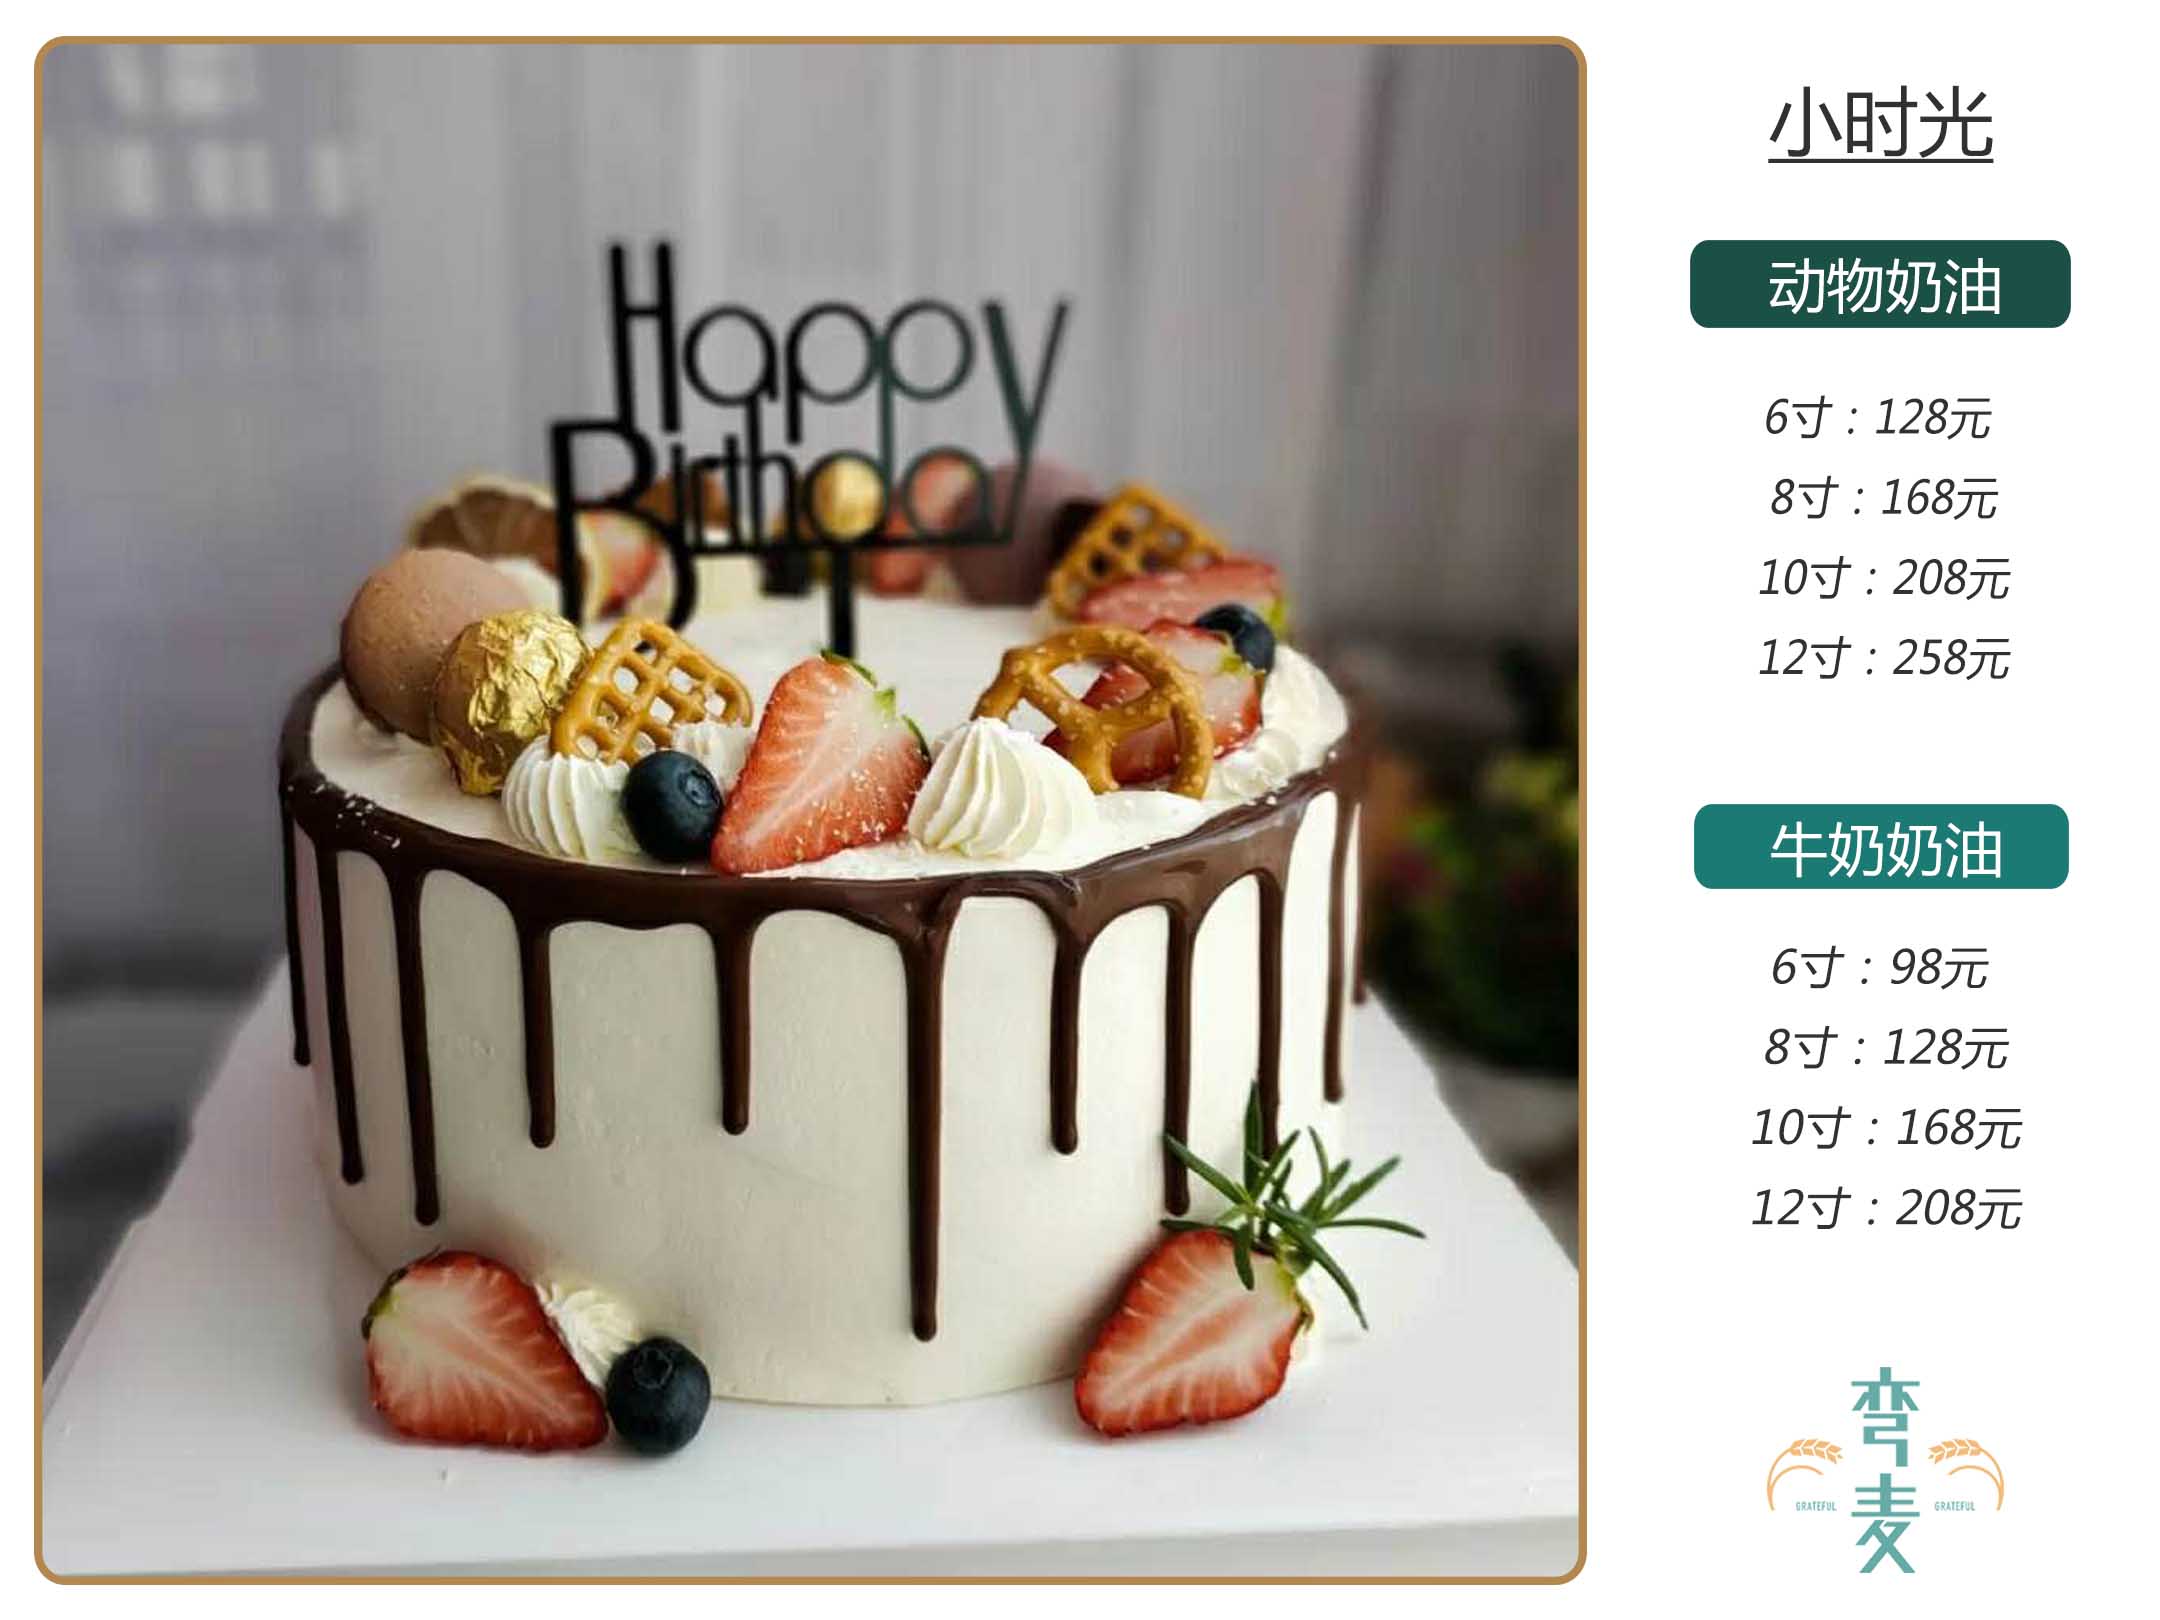 Happy
Birthday
小时光
动物奶油
6寸：128元
8寸：168元
10寸：208元
12寸：258元
牛奶奶油
6寸：98元
8寸：128元
10寸：168元
12寸：208元
弯麦
GRATEFUL GRATEFUL